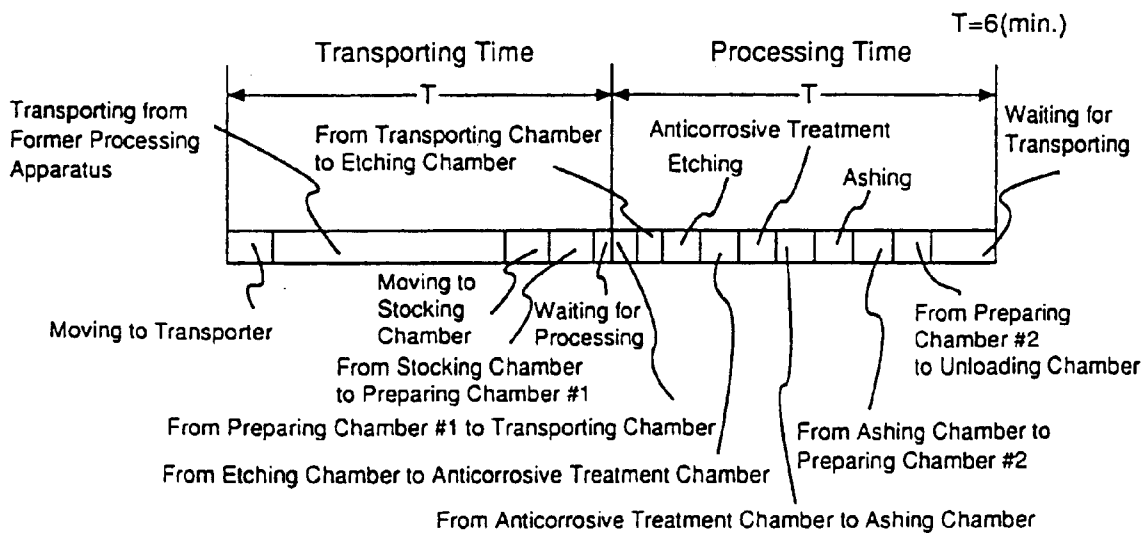 T=6(min.)
Transporting Time
Processing Time
T
T
Transporting from
Former Processing
Apparatus
From Transporting Chamber
to Etching Chamber
Anticorrosive Treatment
Etching
Ashing
Waiting for
Transporting
Moving to Transporter
Moving to
Stocking
Chamber
Waiting for
Processing
From Stocking Chamber
to Preparing Chamber #1
From Preparing
Chamber #2
to Unloading Chamber
From Preparing Chamber #1 to Transporting Chamber
From Ashing Chamber to
Preparing Chamber #2
From Etching Chamber to Anticorrosive Treatment Chamber
From Anticorrosive Treatment Chamber to Ashing Chamber